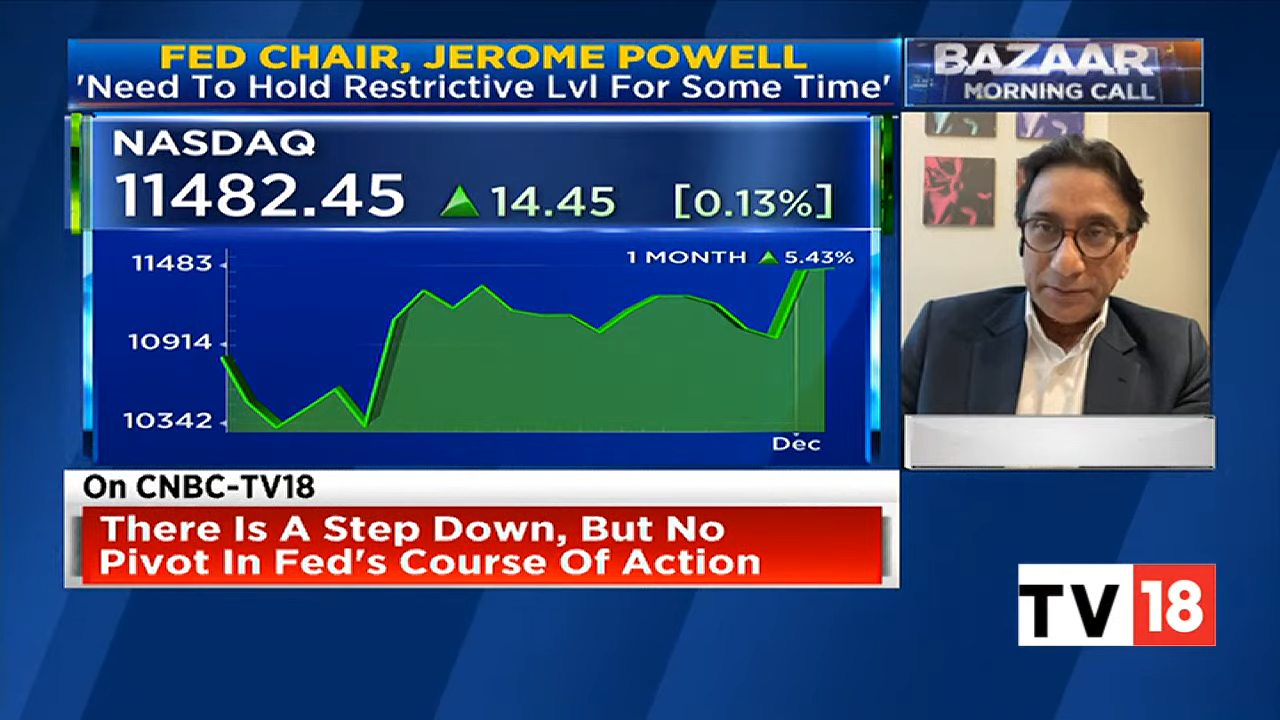 FED CHAIR, JEROME POWELL
'Need To Hold Restrictive Lvl For Some Time'
BAZAAR
MORNING CALL
NASDAQ
11482.45 ▲ 14.45 [0.13%]
1 MONTH ▲ 5.43%
11483
10914
10342
Dec
On CNBC-TV18
There Is A Step Down, But No
Pivot In Fed's Course Of Action
TV18